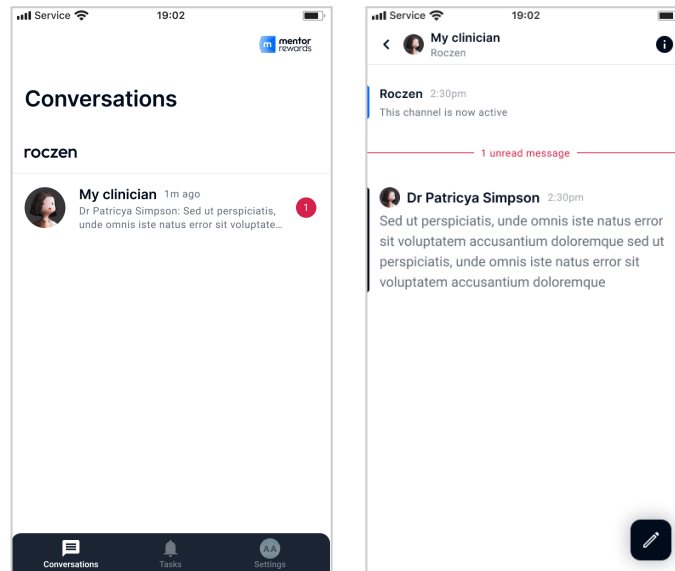 Service 19:02
m mentor
rewards
Conversations
roczen
My clinician 1m ago
Dr Patricya Simpson: Sed ut perspiciatis,
unde omnis iste natus error sit voluptate...
1
Conversations
Tasks
AA
Settings
Service 19:02
My clinician
Roczen
i
Roczen 2:30pm
This channel is now active
1 unread message
Dr Patricya Simpson 2:30pm
Sed ut perspiciatis, unde omnis iste natus error
sit voluptatem accusantium doloremque sed ut
perspiciatis, unde omnis iste natus error sit
voluptatem accusantium doloremque